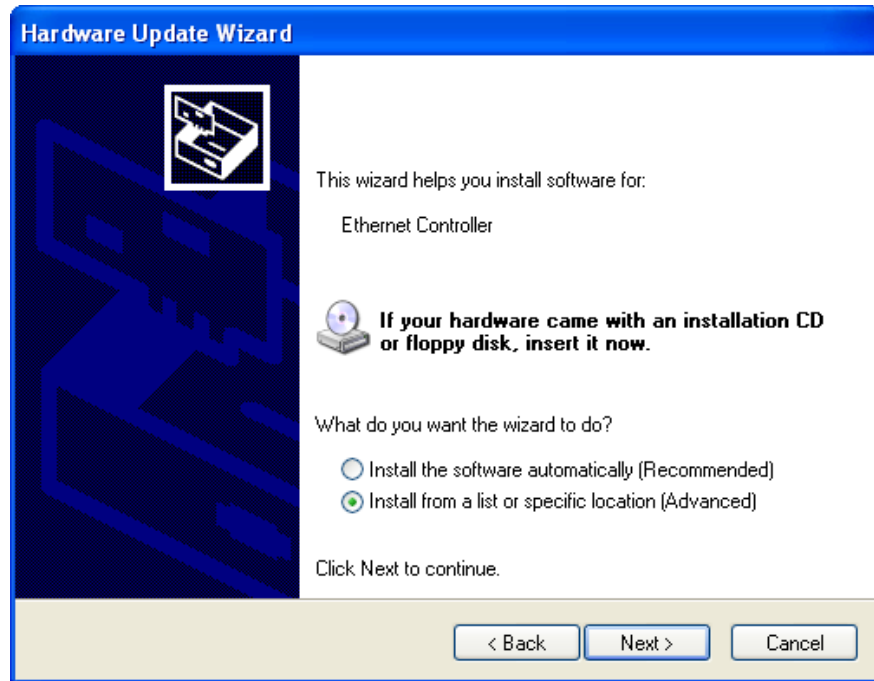 Hardware Update Wizard
This wizard helps you install software for:
Ethernet Controller
If your hardware came with an installation CD
or floppy disk, insert it now.
What do you want the wizard to do?
Install the software automatically (Recommended)
Install from a list or specific location (Advanced)
Click Next to continue.
< Back Next > Cancel